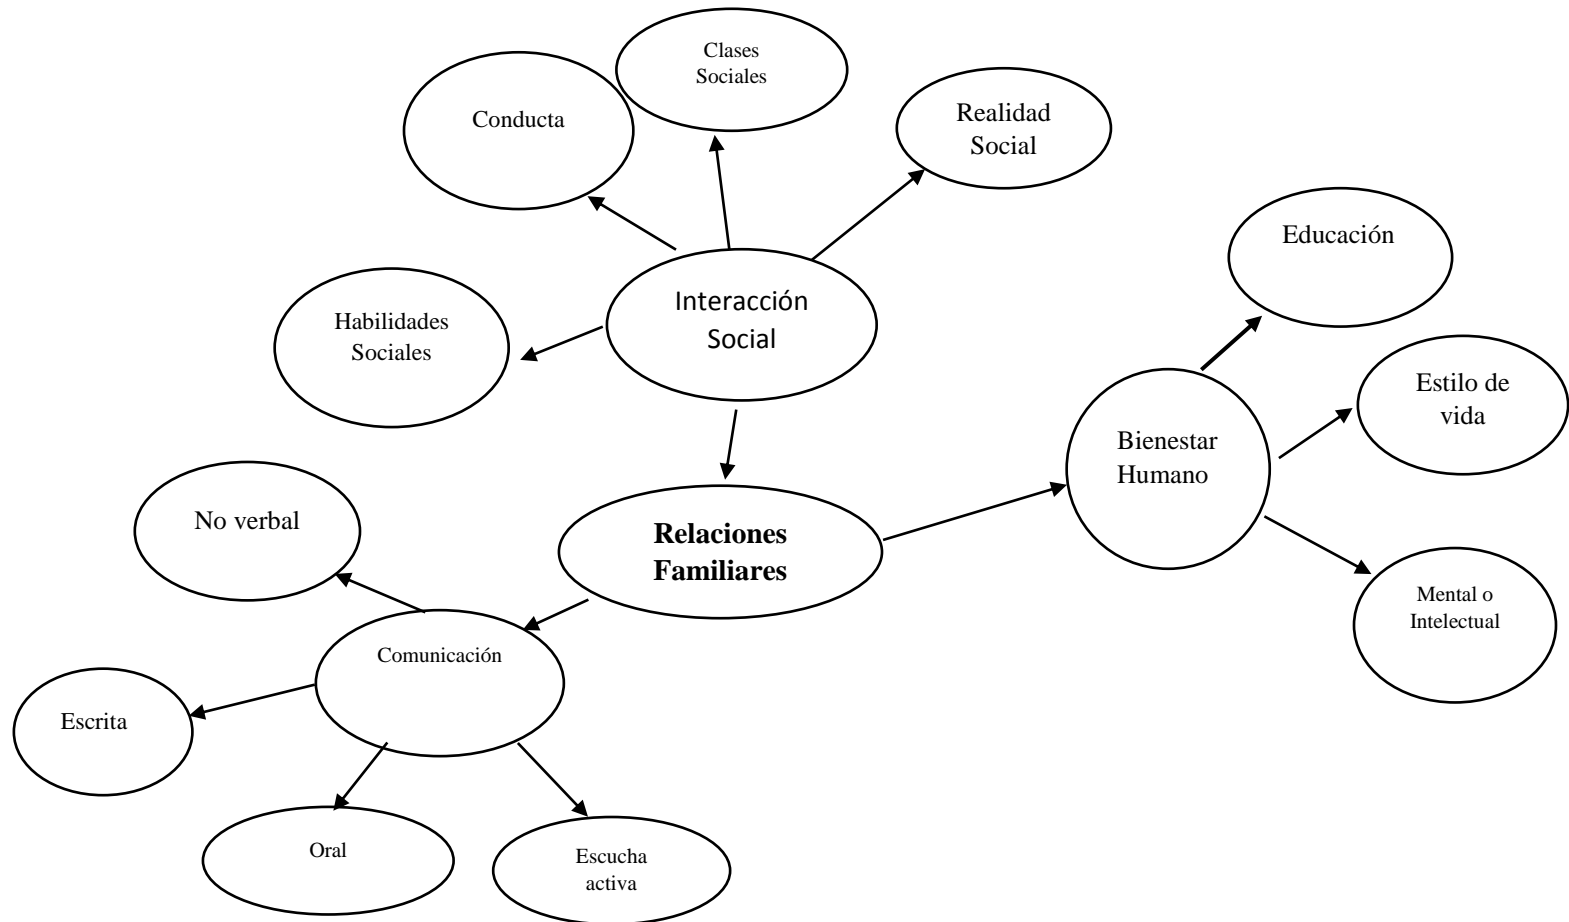 Clases
Sociales
Conducta
Realidad
Social
Educación
Interacción
Social
Habilidades
Sociales
Estilo de
vida
Bienestar
Humano
No verbal
Relaciones
Familiares
Mental o
Intelectual
Comunicación
Escrita
Oral
Escucha
activa